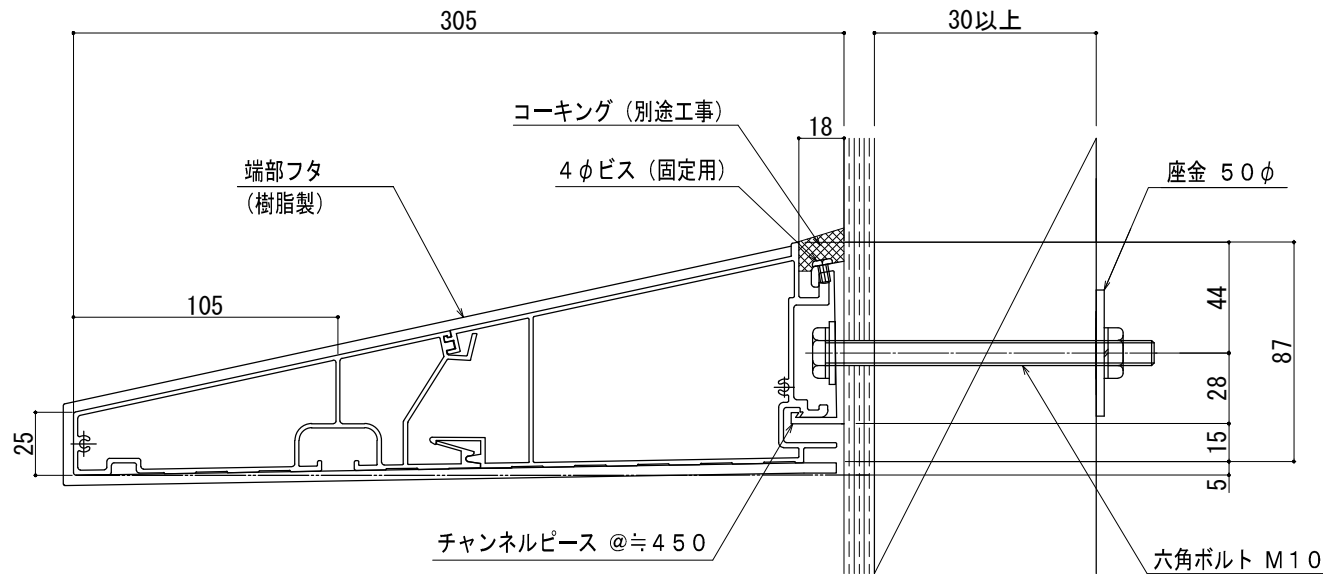 305
30以上
コーキング（別途工事）
18
端部フタ
（樹脂製）
4φビス（固定用）
座金 50φ
105
44
87
28
25
15
5
チャンネルピース @≒450
六角ボルト M10